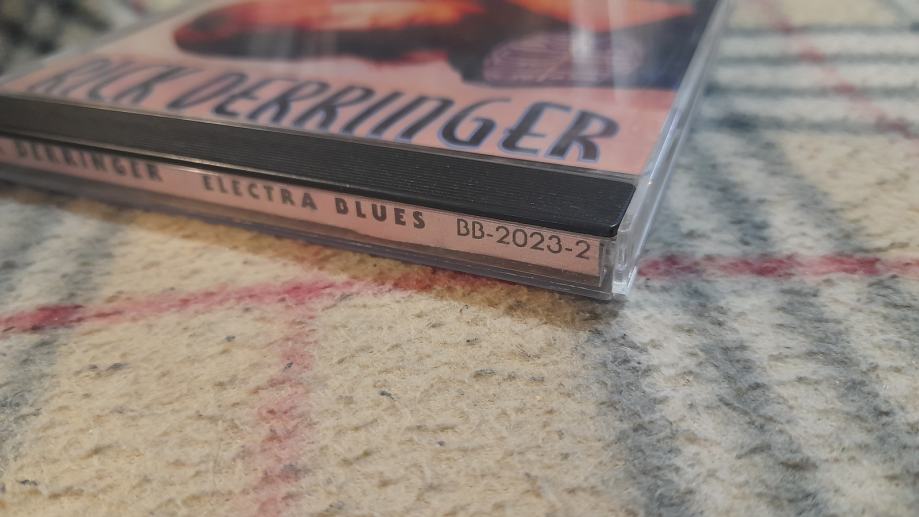 RICK DERRINGER
DERRINGER ELECTRA BLUES BB-2023-2